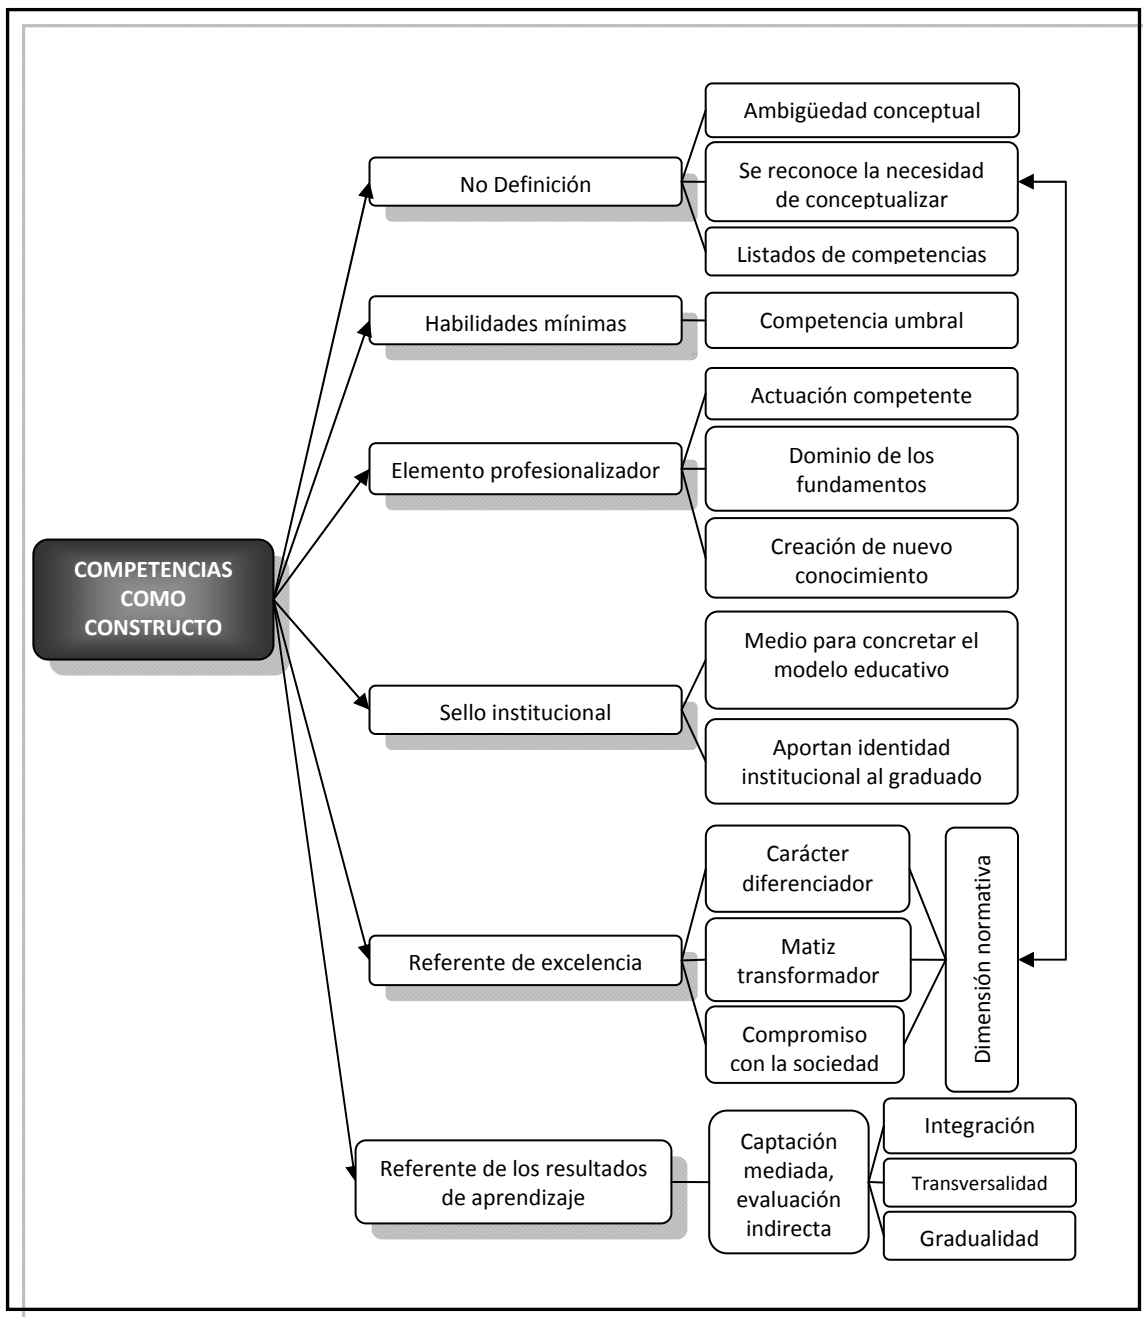 COMPETENCIAS
COMO
CONSTRUCTO
No Definición
Ambigüedad conceptual
Se reconoce la necesidad
de conceptualizar
Listados de competencias
Habilidades mínimas
Competencia umbral
Elemento profesionalizador
Actuación competente
Dominio de los
fundamentos
Creación de nuevo
conocimiento
Sello institucional
Medio para concretar el
modelo educativo
Aportan identidad
institucional al graduado
Referente de excelencia
Carácter
diferenciador
Matiz
transformador
Compromiso
con la sociedad
Dimensión normativa
Referente de los resultados
de aprendizaje
Captación
mediada,
evaluación
indirecta
Integración
Transversalidad
Gradualidad